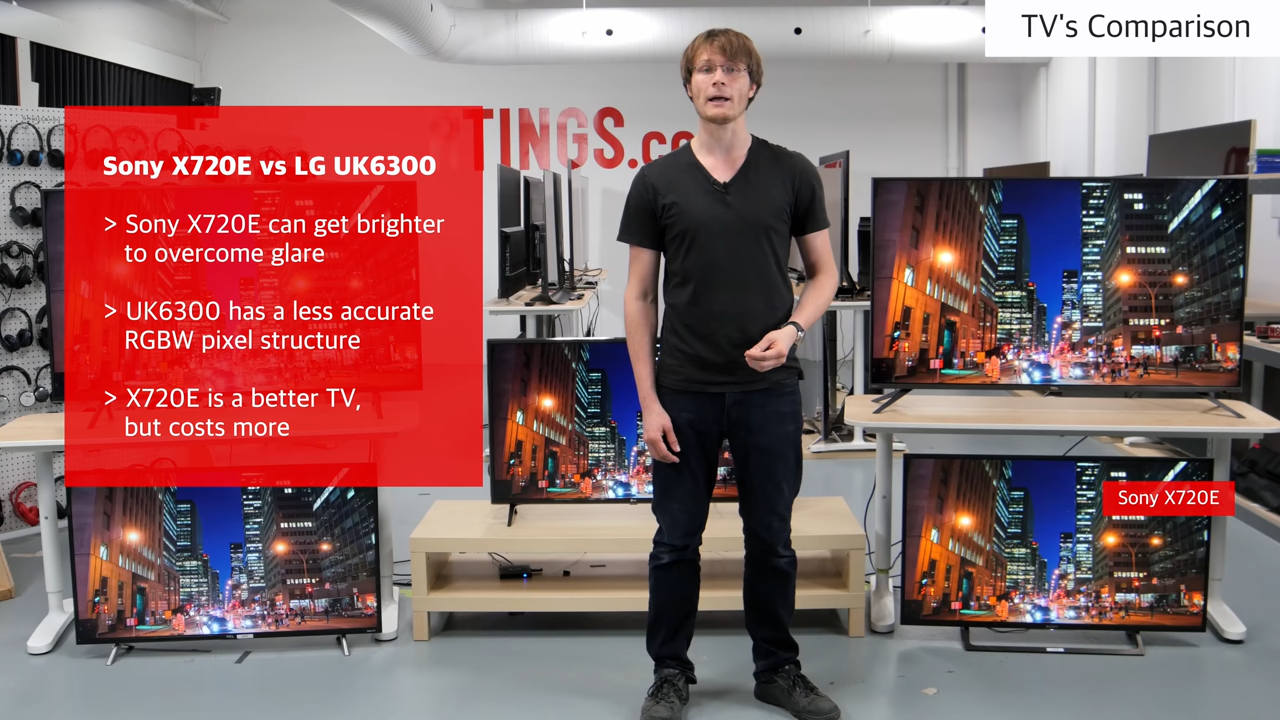 TV's Comparison
TINGS.co
Sony X720E vs LG UK6300
> Sony X720E can get brighter
to overcome glare
> UK6300 has a less accurate
RGBW pixel structure
> X720E is a better TV,
but costs more
Sony X720E